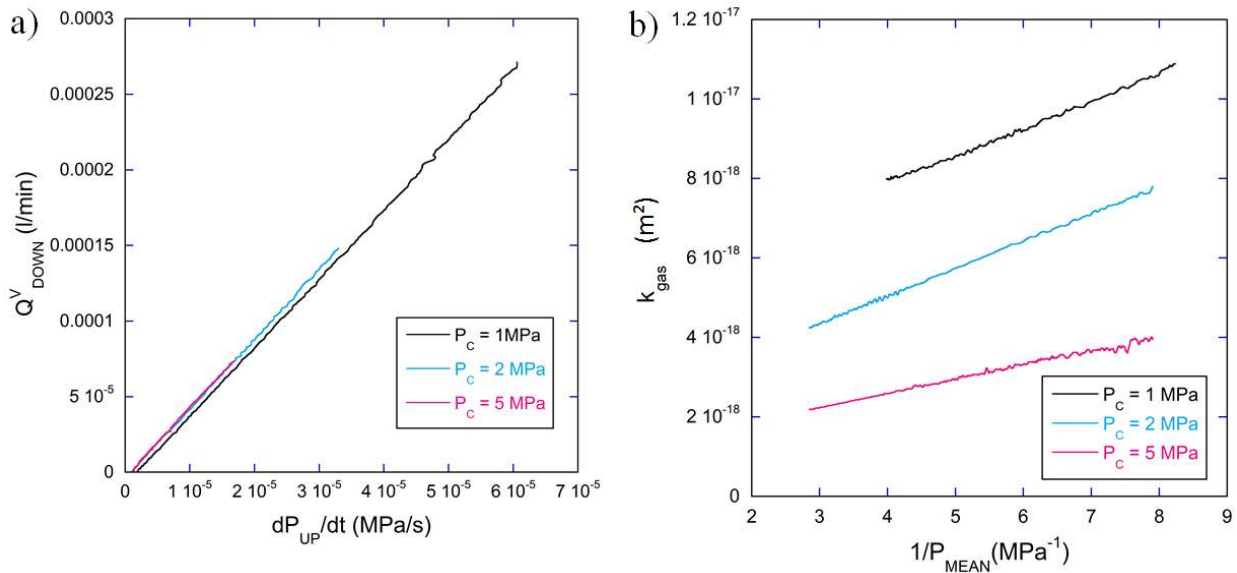 a)
0.0003
0.00025
0.0002
0.00015
0.0001
5 10⁻⁵
0
Q^V_DOWN (l/min)
P_C = 1MPa
P_C = 2 MPa
P_C = 5 MPa
0 1 10⁻⁵ 2 10⁻⁵ 3 10⁻⁵ 4 10⁻⁵ 5 10⁻⁵ 6 10⁻⁵ 7 10⁻⁵
dP_UP/dt (MPa/s)
b)
1.2 10⁻¹⁷
1 10⁻¹⁷
8 10⁻¹⁸
6 10⁻¹⁸
4 10⁻¹⁸
2 10⁻¹⁸
0
k_gas (m²)
P_C = 1 MPa
P_C = 2 MPa
P_C = 5 MPa
2 3 4 5 6 7 8 9
1/P_MEAN(MPa⁻¹)